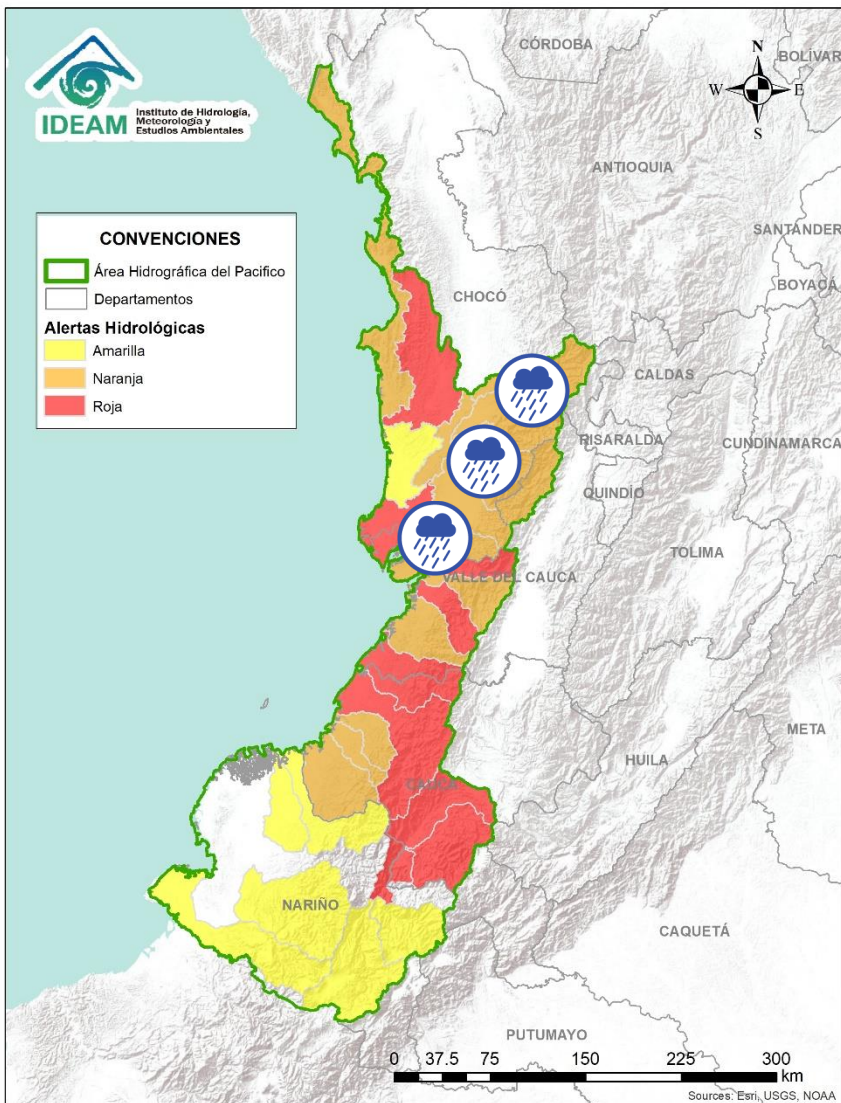 IDEAM
Instituto de Hidrología,
Meteorología y
Estudios Ambientales
CÓRDOBA
BOLÍVAR
N
W
E
S
ANTIOQUIA
SANTANDER
BOYACÁ
CONVENCIONES
Área Hidrográfica del Pacifico
Departamentos
Alertas Hidrológicas
Amarilla
Naranja
Roja
CHOCÓ
CALDAS
RISARALDA
CUNDINAMARCA
QUINDÍO
TOLIMA
VALLE DEL CAUCA
META
HUILA
CAUCA
NARIÑO
CAQUETÁ
PUTUMAYO
0 37.5 75 150 225 300
km
Sources: Esri, USGS, NOAA